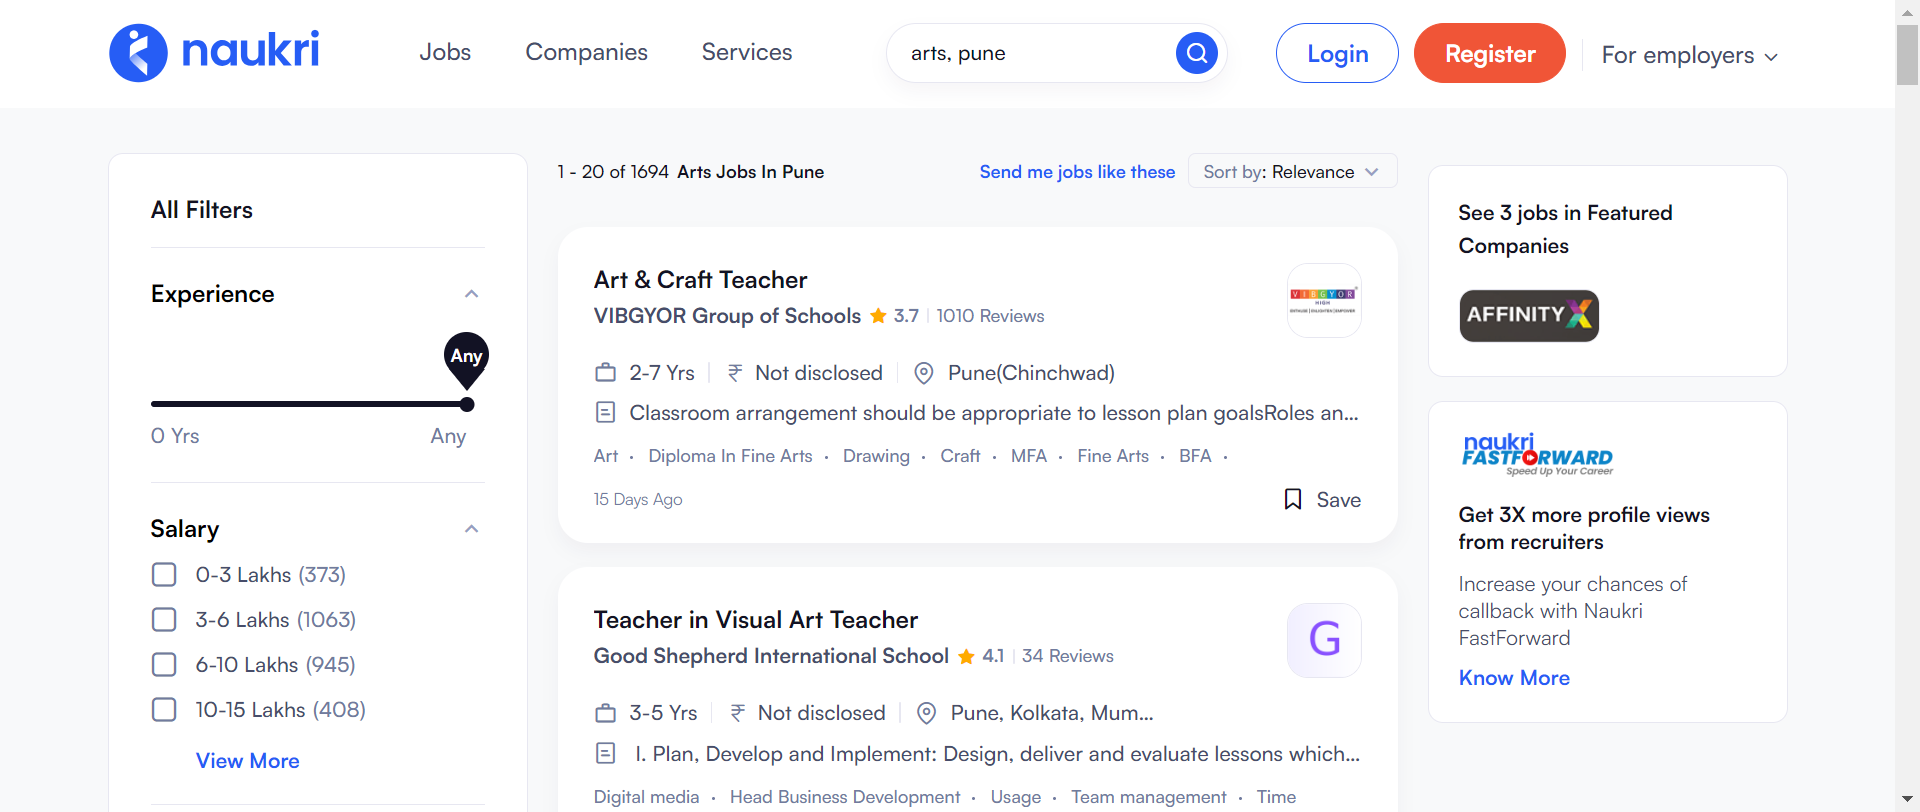 naukri
Jobs
Companies
Services
arts, pune
Login
Register
For employers
All Filters
Experience
Any
0 Yrs
Any
Salary
0-3 Lakhs (373)
3-6 Lakhs (1063)
6-10 Lakhs (945)
10-15 Lakhs (408)
View More
1 - 20 of 1694 Arts Jobs In Pune
Send me jobs like these
Sort by: Relevance
Art & Craft Teacher
VIBGYOR Group of Schools 3.7 1010 Reviews
VIBGYOR
HIGH
2-7 Yrs ₹ Not disclosed Pune(Chinchwad)
Classroom arrangement should be appropriate to lesson plan goalsRoles an...
Art · Diploma In Fine Arts · Drawing · Craft · MFA · Fine Arts · BFA ·
15 Days Ago
Save
Teacher in Visual Art Teacher
Good Shepherd International School 4.1 34 Reviews
G
3-5 Yrs ₹ Not disclosed Pune, Kolkata, Mum...
I. Plan, Develop and Implement: Design, deliver and evaluate lessons which...
Digital media · Head Business Development · Usage · Team management · Time
See 3 jobs in Featured
Companies
AFFINITY X
naukri
FASTFORWARD
Speed Up Your Career
Get 3X more profile views
from recruiters
Increase your chances of
callback with Naukri
FastForward
Know More